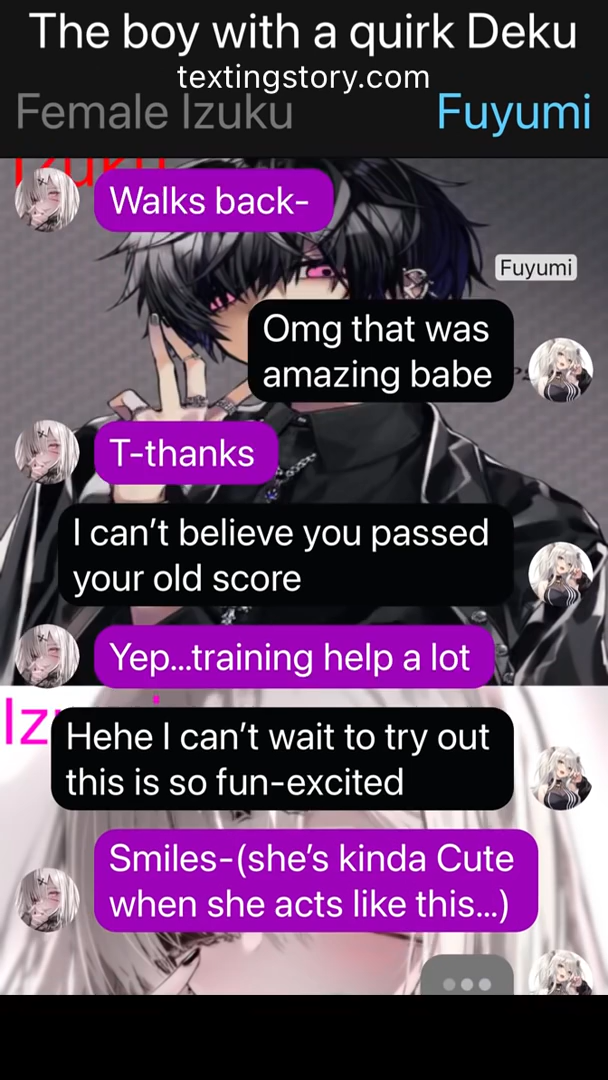 The boy with a quirk Deku
textingstory.com
Female Izuku
Fuyumi
Izuku
Walks back-
Fuyumi
Omg that was
amazing babe
T-thanks
I can't believe you passed
your old score
Yep...training help a lot
Iz
Hehe I can't wait to try out
this is so fun-excited
Smiles-(she's kinda Cute
when she acts like this...)